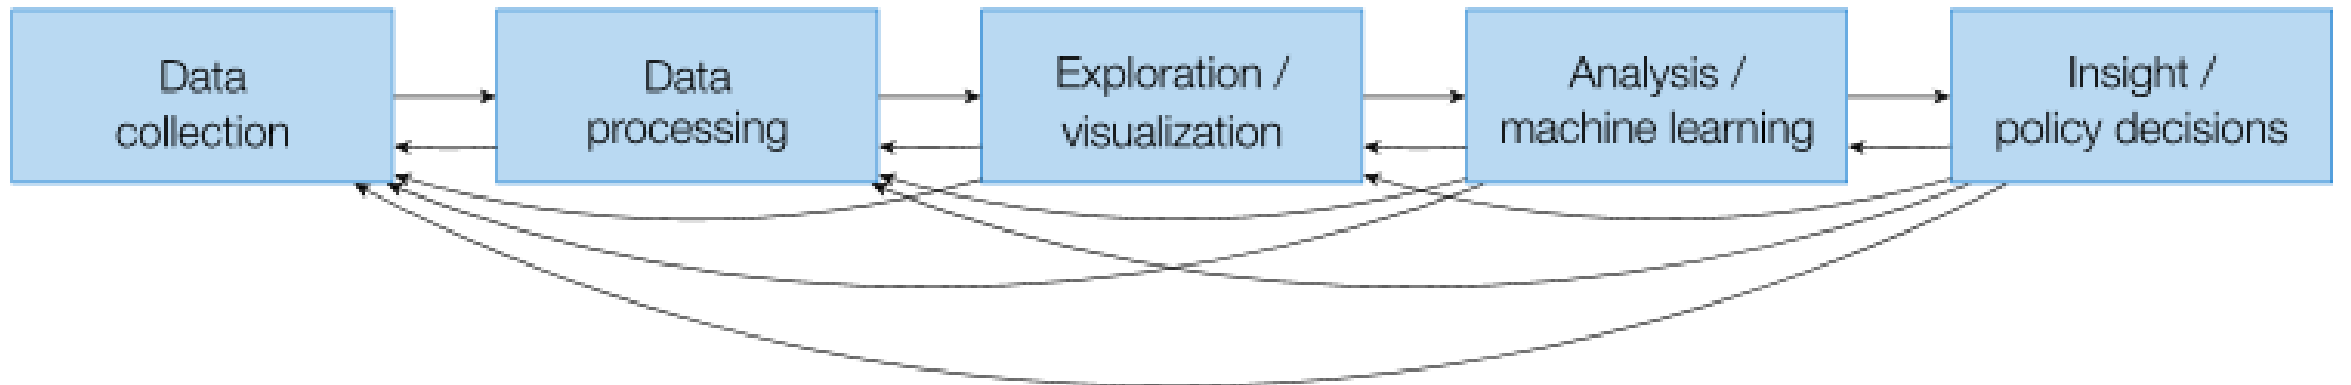 Data
collection
Data
processing
Exploration /
visualization
Analysis /
machine learning
Insight /
policy decisions